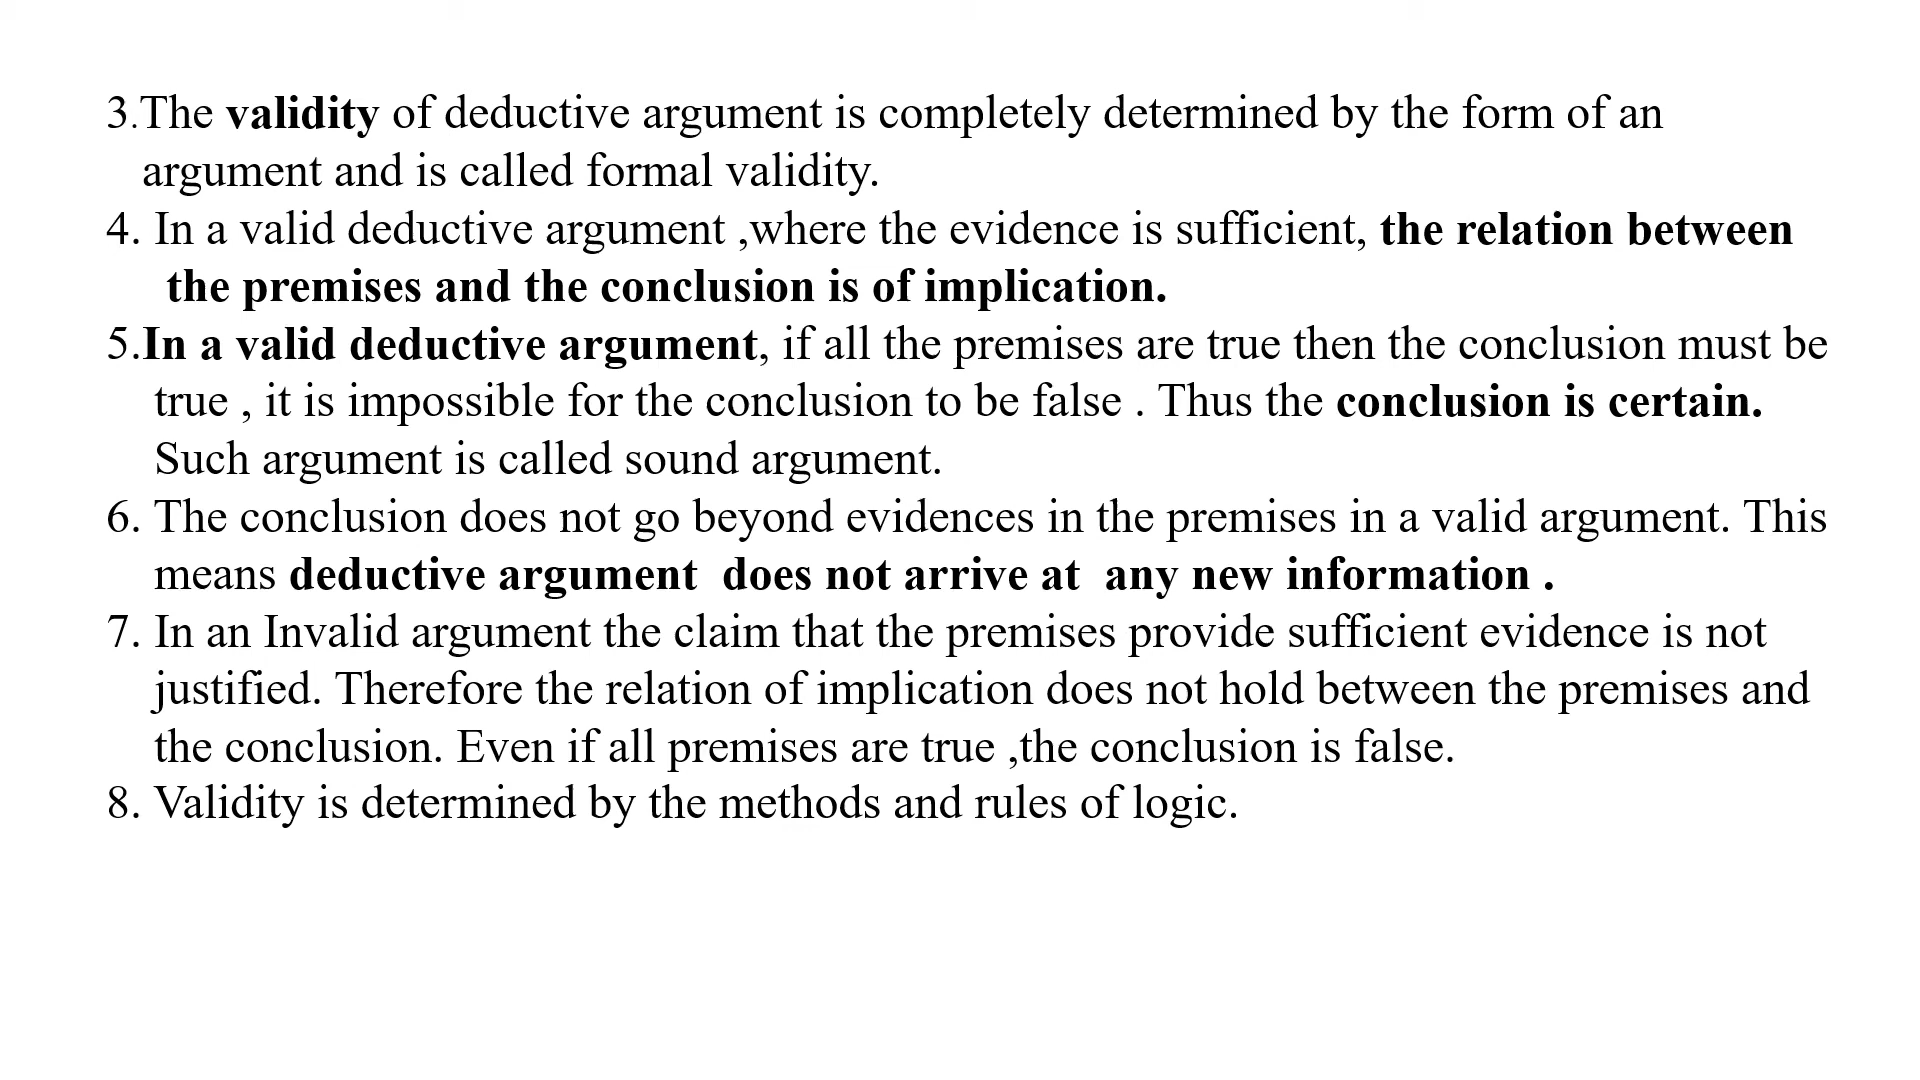 3.The validity of deductive argument is completely determined by the form of an
argument and is called formal validity.
4. In a valid deductive argument ,where the evidence is sufficient, the relation between
the premises and the conclusion is of implication.
5.In a valid deductive argument, if all the premises are true then the conclusion must be
true , it is impossible for the conclusion to be false . Thus the conclusion is certain.
Such argument is called sound argument.
6. The conclusion does not go beyond evidences in the premises in a valid argument. This
means deductive argument  does not arrive at  any new information .
7. In an Invalid argument the claim that the premises provide sufficient evidence is not
justified. Therefore the relation of implication does not hold between the premises and
the conclusion. Even if all premises are true ,the conclusion is false.
8. Validity is determined by the methods and rules of logic.